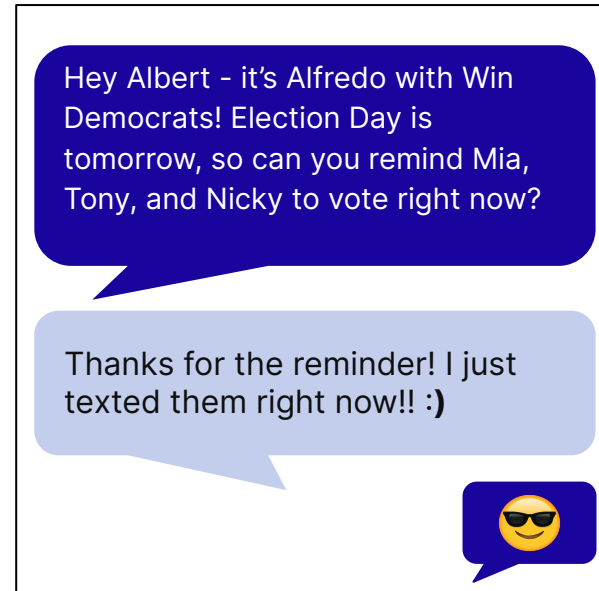 Hey Albert - it’s Alfredo with Win
Democrats! Election Day is
tomorrow, so can you remind Mia,
Tony, and Nicky to vote right now?
Thanks for the reminder! I just
texted them right now!! :)